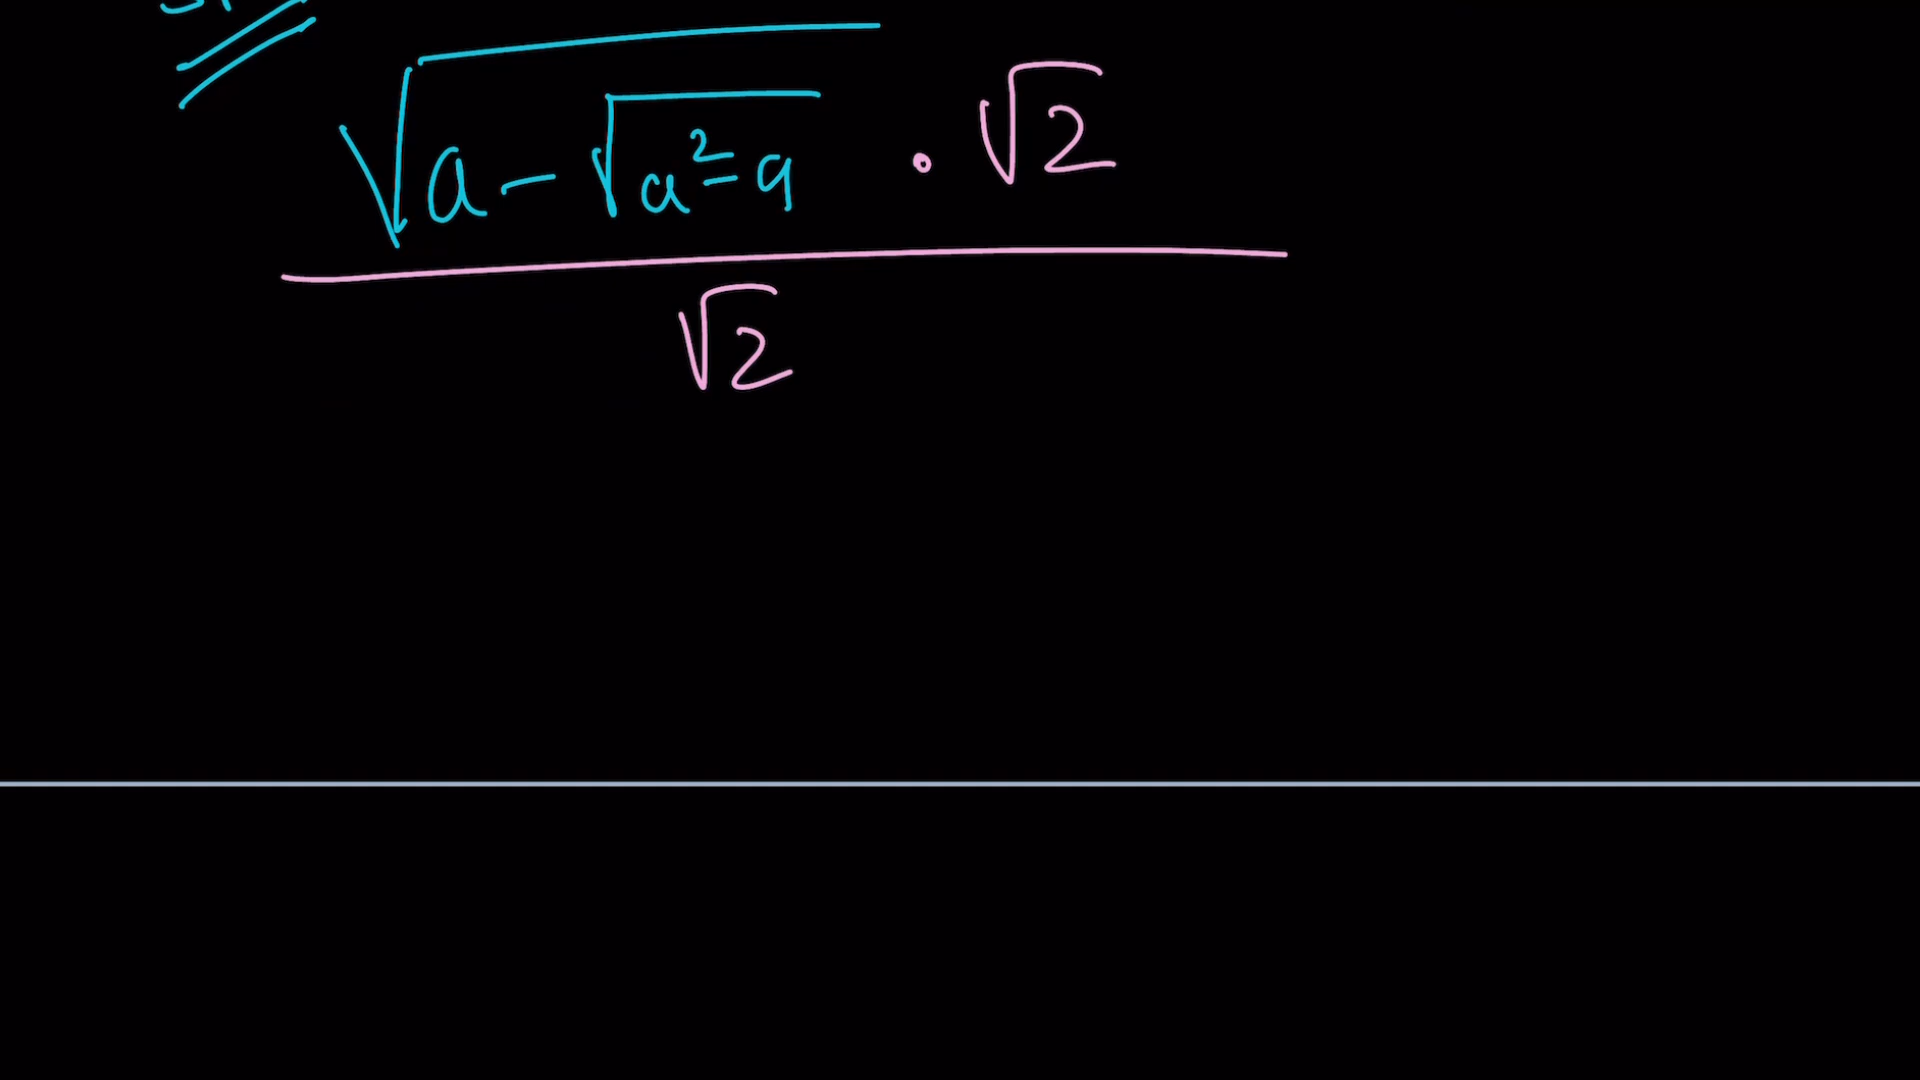 √(a - √(a² - 9)) · √2
√2